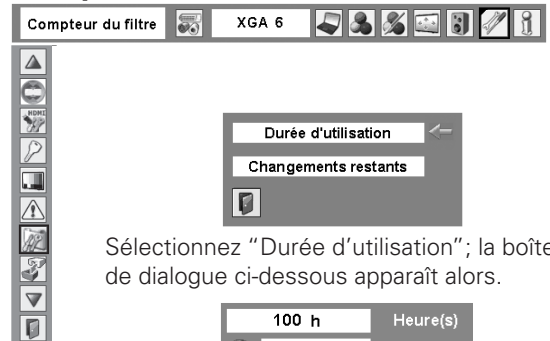 Compteur du filtre
XGA 6
HDMI
Durée d'utilisation
Changements restants
Sélectionnez “Durée d’utilisation”; la boîte
de dialogue ci-dessous apparaît alors.
100 h Heure(s)